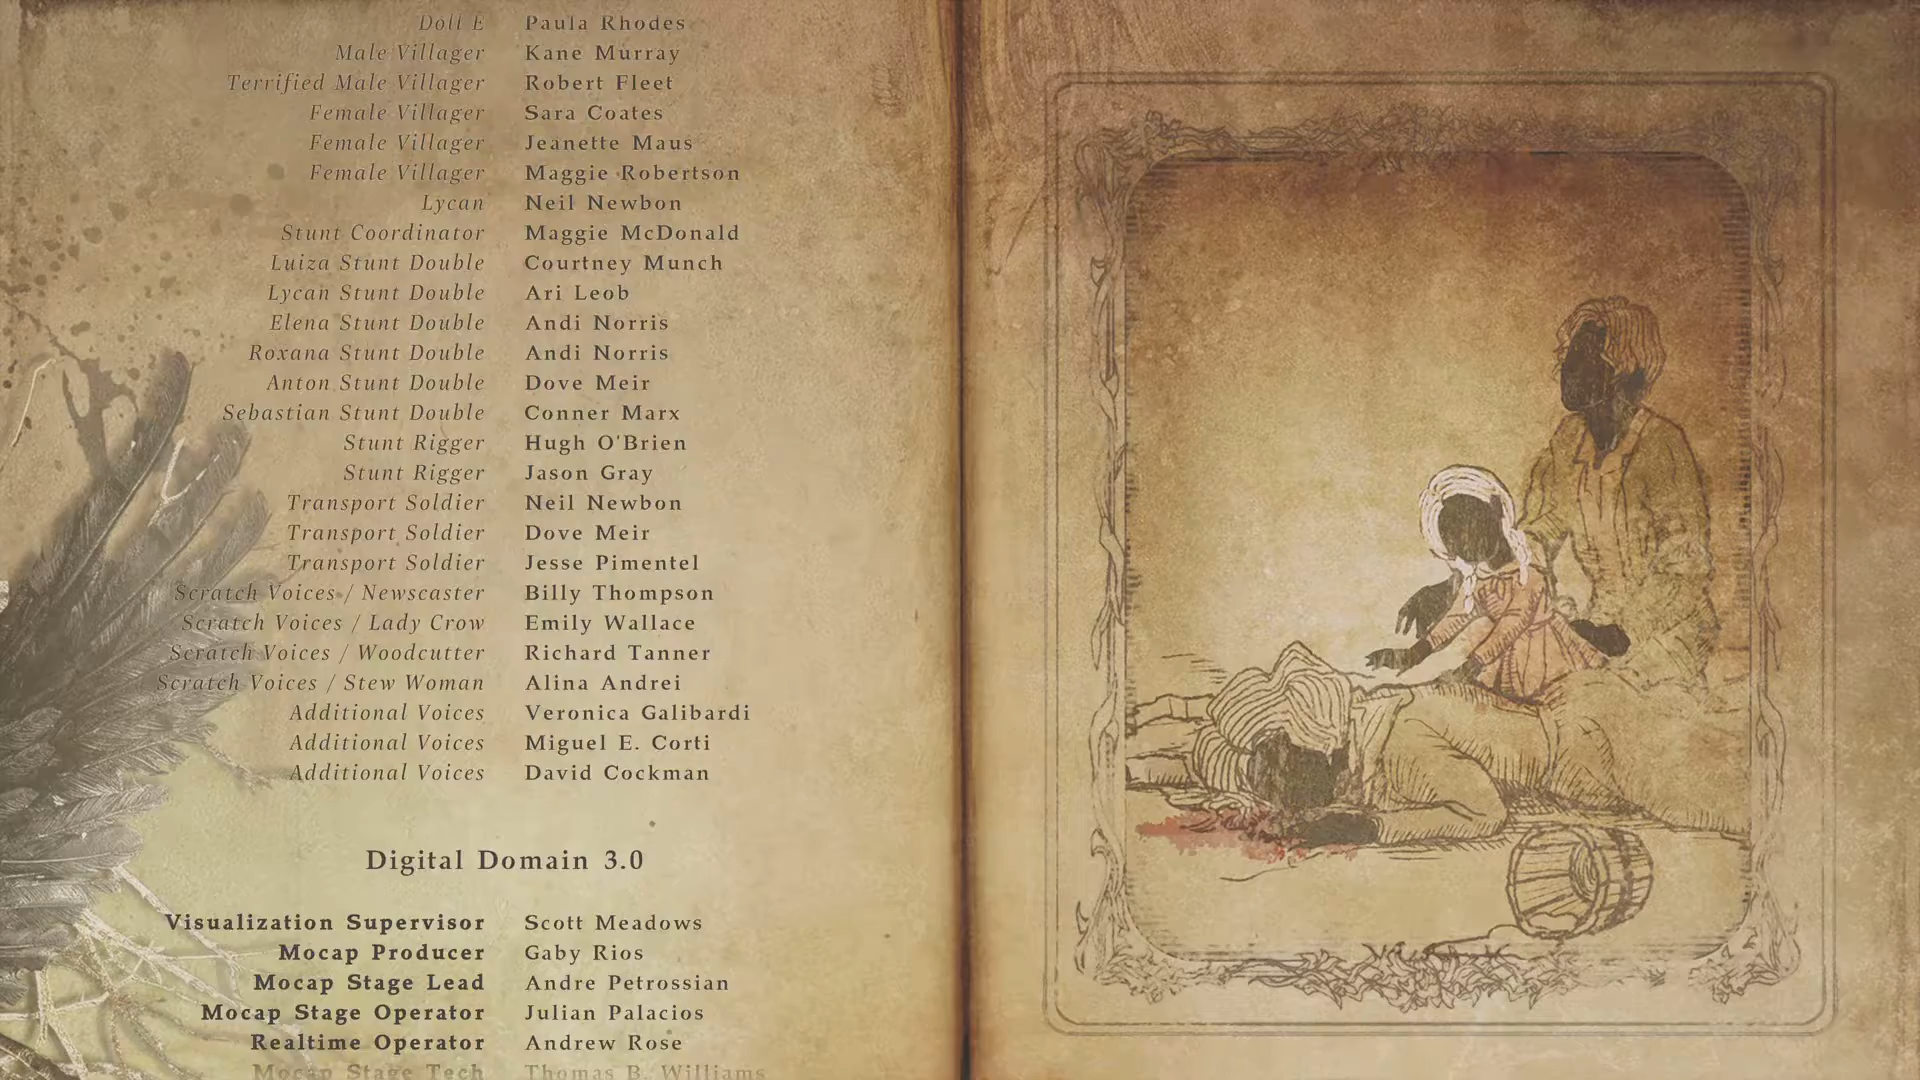 Doll E Paula Rhodes
Male Villager Kane Murray
Terrified Male Villager Robert Fleet
Female Villager Sara Coates
Female Villager Jeanette Maus
Female Villager Maggie Robertson
Lycan Neil Newbon
Stunt Coordinator Maggie McDonald
Luiza Stunt Double Courtney Munch
Lycan Stunt Double Ari Leob
Elena Stunt Double Andi Norris
Roxana Stunt Double Andi Norris
Anton Stunt Double Dove Meir
Sebastian Stunt Double Conner Marx
Stunt Rigger Hugh O'Brien
Stunt Rigger Jason Gray
Transport Soldier Neil Newbon
Transport Soldier Dove Meir
Transport Soldier Jesse Pimentel
Scratch Voices / Newscaster Billy Thompson
Scratch Voices / Lady Crow Emily Wallace
Scratch Voices / Woodcutter Richard Tanner
Scratch Voices / Stew Woman Alina Andrei
Additional Voices Veronica Galibardi
Additional Voices Miguel E. Corti
Additional Voices David Cockman
Digital Domain 3.0
Visualization Supervisor Scott Meadows
Mocap Producer Gaby Rios
Mocap Stage Lead Andre Petrossian
Mocap Stage Operator Julian Palacios
Realtime Operator Andrew Rose
Mocap Stage Tech Thomas B. Williams